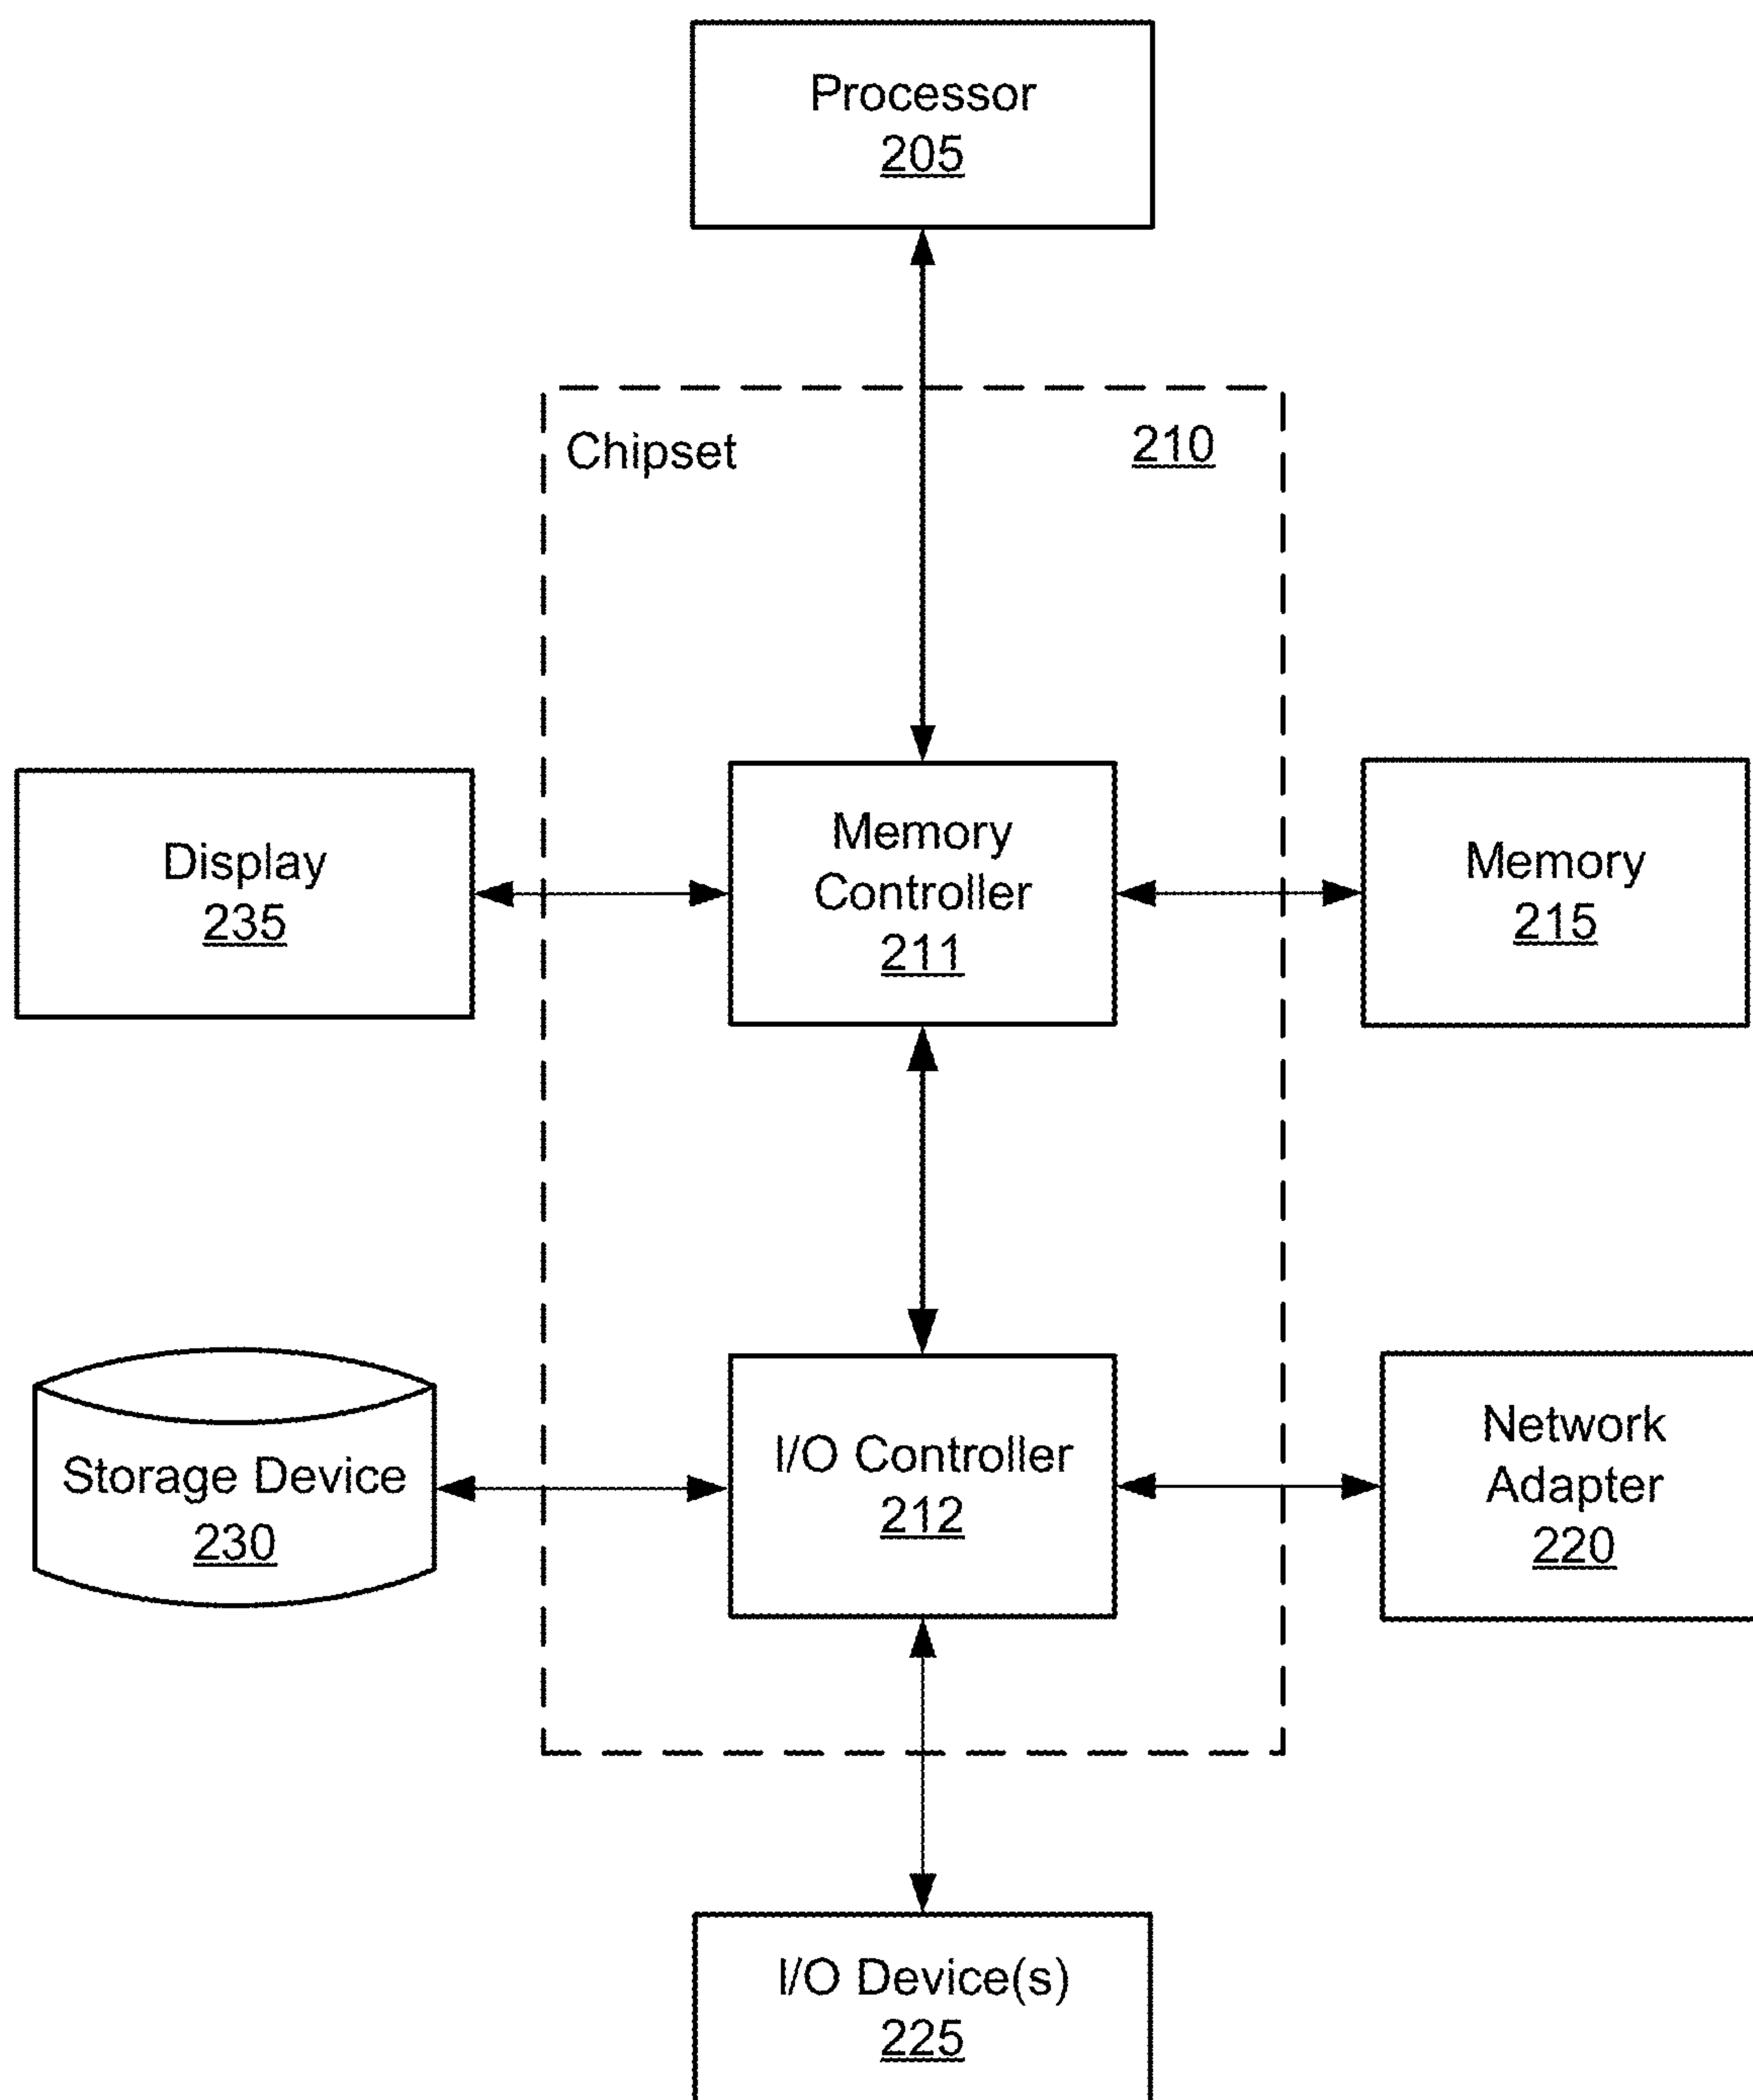 Processor
205
Chipset
210
Display
235
Memory
Controller
211
Memory
215
Storage Device
230
I/O Controller
212
Network
Adapter
220
I/O Device(s)
225